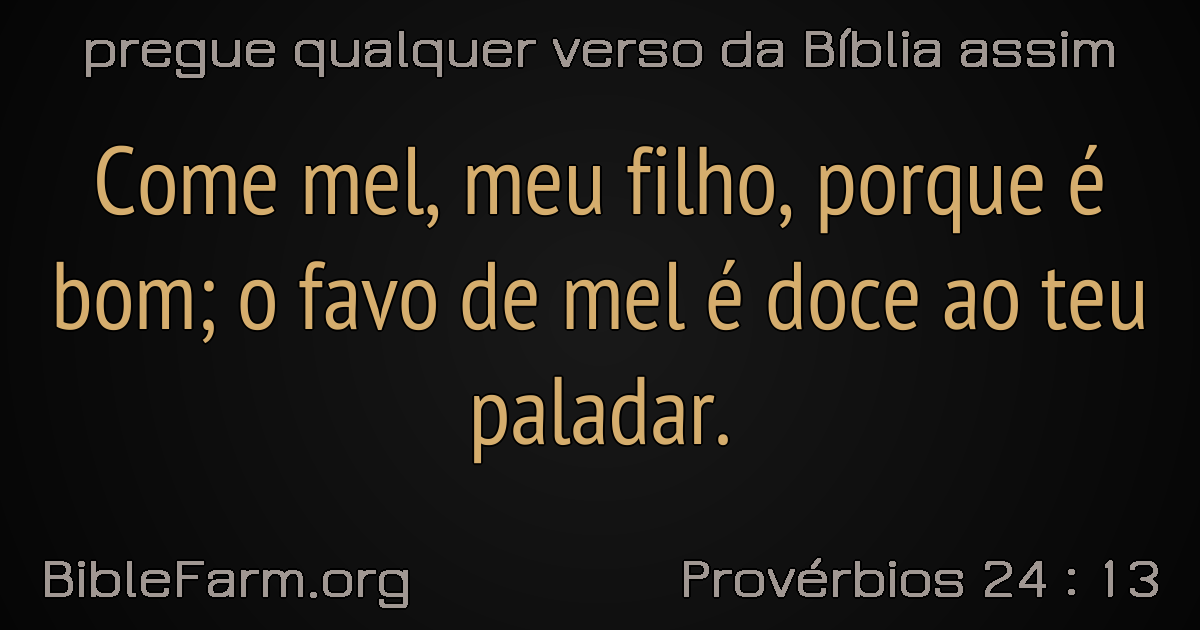 pregue qualquer verso da Bíblia assim
Come mel, meu filho, porque é
bom; o favo de mel é doce ao teu
paladar.
BibleFarm.org
Provérbios 24 : 13